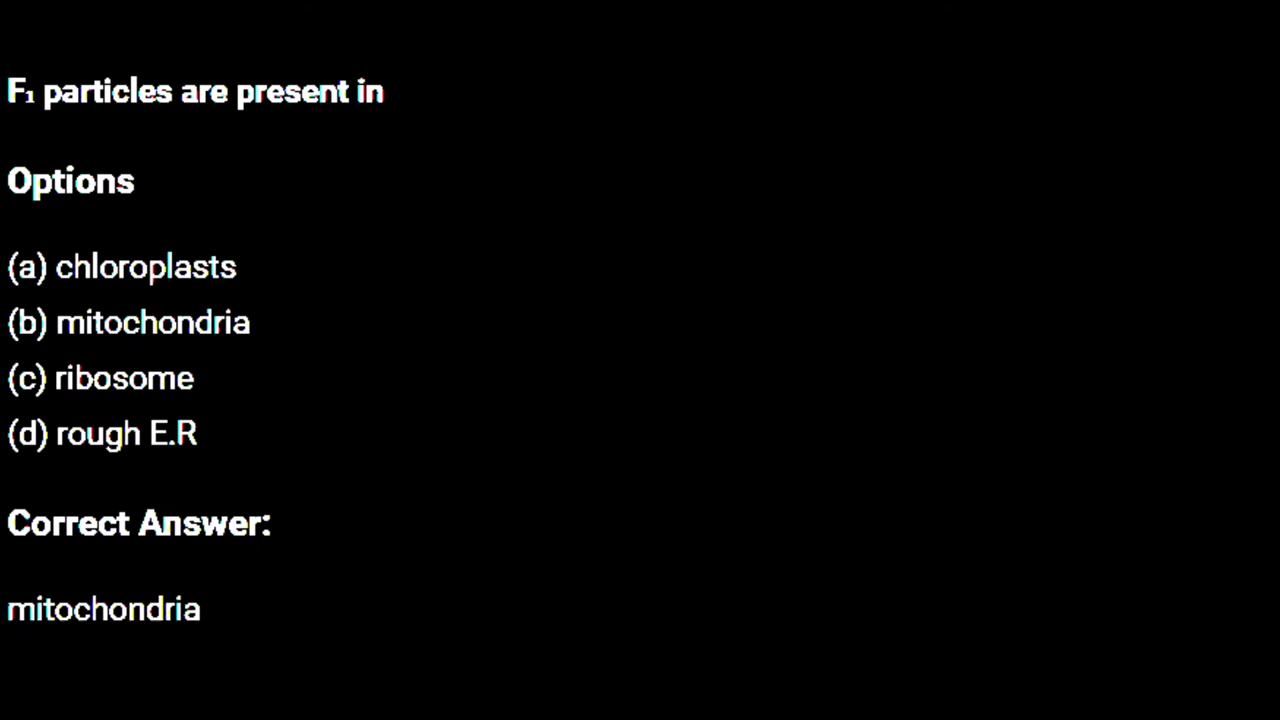 F₁ particles are present in
Options
(a) chloroplasts
(b) mitochondria
(c) ribosome
(d) rough E.R
Correct Answer:
mitochondria